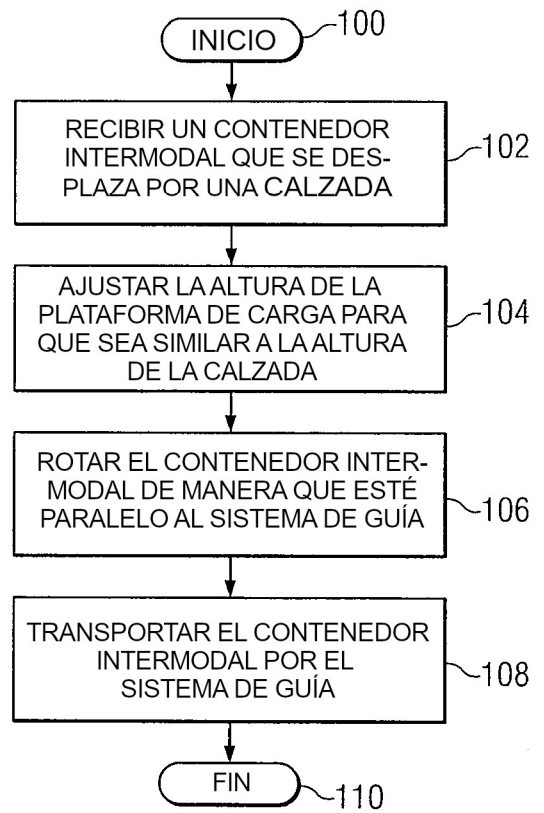 INICIO
100
RECIBIR UN CONTENEDOR
INTERMODAL QUE SE DES-
PLAZA POR UNA CALZADA
102
AJUSTAR LA ALTURA DE LA
PLATAFORMA DE CARGA PARA
QUE SEA SIMILAR A LA ALTURA
DE LA CALZADA
104
ROTAR EL CONTENEDOR INTER-
MODAL DE MANERA QUE ESTÉ
PARALELO AL SISTEMA DE GUÍA
106
TRANSPORTAR EL CONTENEDOR
INTERMODAL POR EL
SISTEMA DE GUÍA
108
FIN
110